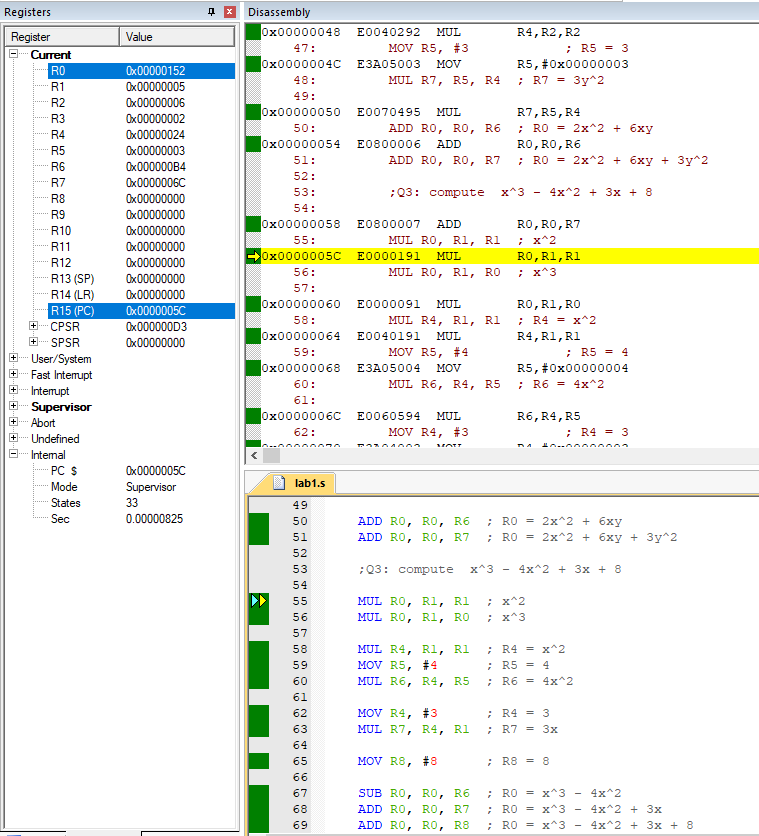 Registers
Register Value
Current
R0 0x00000152
R1 0x00000005
R2 0x00000006
R3 0x00000002
R4 0x00000024
R5 0x00000003
R6 0x000000B4
R7 0x0000006C
R8 0x00000000
R9 0x00000000
R10 0x00000000
R11 0x00000000
R12 0x00000000
R13 (SP) 0x00000000
R14 (LR) 0x00000000
R15 (PC) 0x0000005C
CPSR 0x000000D3
SPSR 0x00000000
User/System
Fast Interrupt
Interrupt
Supervisor
Abort
Undefined
Internal
PC $ 0x0000005C
Mode Supervisor
States 33
Sec 0.00000825
Disassembly
0x00000048 E0040292 MUL R4,R2,R2
47: MOV R5, #3 ; R5 = 3
0x0000004C E3A05003 MOV R5,#0x00000003
48: MUL R7, R5, R4 ; R7 = 3y^2
49:
0x00000050 E0070495 MUL R7,R5,R4
50: ADD R0, R0, R6 ; R0 = 2x^2 + 6xy
0x00000054 E0800006 ADD R0,R0,R6
51: ADD R0, R0, R7 ; R0 = 2x^2 + 6xy + 3y^2
52:
53: ;Q3: compute x^3 - 4x^2 + 3x + 8
54:
0x00000058 E0800007 ADD R0,R0,R7
55: MUL R0, R1, R1 ; x^2
0x0000005C E0000191 MUL R0,R1,R1
56: MUL R0, R1, R0 ; x^3
57:
0x00000060 E0000091 MUL R0,R1,R0
58: MUL R4, R1, R1 ; R4 = x^2
0x00000064 E0040191 MUL R4,R1,R1
59: MOV R5, #4 ; R5 = 4
0x00000068 E3A05004 MOV R5,#0x00000004
60: MUL R6, R4, R5 ; R6 = 4x^2
61:
0x0000006C E0060594 MUL R6,R4,R5
62: MOV R4, #3 ; R4 = 3
0x00000070 E3A04003 MOV R4,#0x00000003
lab1.s
49
50 ADD R0, R0, R6 ; R0 = 2x^2 + 6xy
51 ADD R0, R0, R7 ; R0 = 2x^2 + 6xy + 3y^2
52
53 ;Q3: compute x^3 - 4x^2 + 3x + 8
54
55 MUL R0, R1, R1 ; x^2
56 MUL R0, R1, R0 ; x^3
57
58 MUL R4, R1, R1 ; R4 = x^2
59 MOV R5, #4 ; R5 = 4
60 MUL R6, R4, R5 ; R6 = 4x^2
61
62 MOV R4, #3 ; R4 = 3
63 MUL R7, R4, R1 ; R7 = 3x
64
65 MOV R8, #8 ; R8 = 8
66
67 SUB R0, R0, R6 ; R0 = x^3 - 4x^2
68 ADD R0, R0, R7 ; R0 = x^3 - 4x^2 + 3x
69 ADD R0, R0, R8 ; R0 = x^3 - 4x^2 + 3x + 8